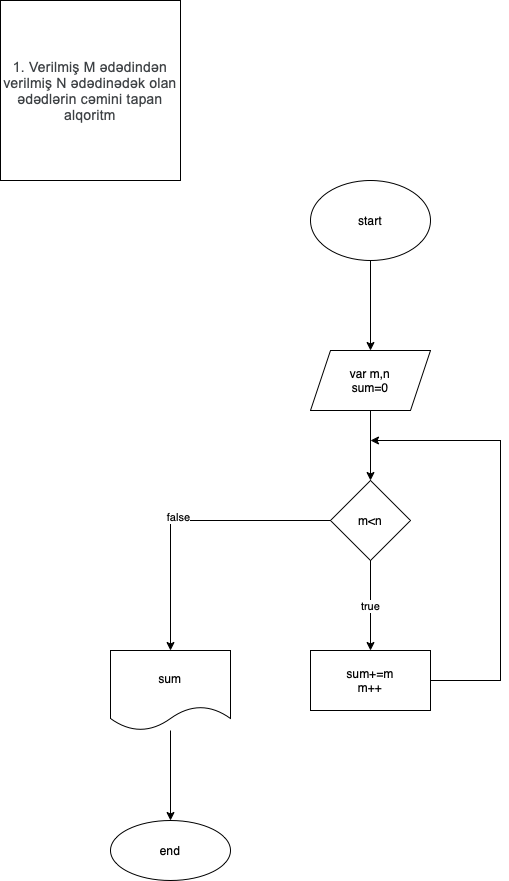 1. Verilmiş M ədədindən
verilmiş N ədədinədək olan
ədədlərin cəmini tapan
alqoritm
start
var m,n
sum=0
m<n
false
true
sum
sum+=m
m++
end